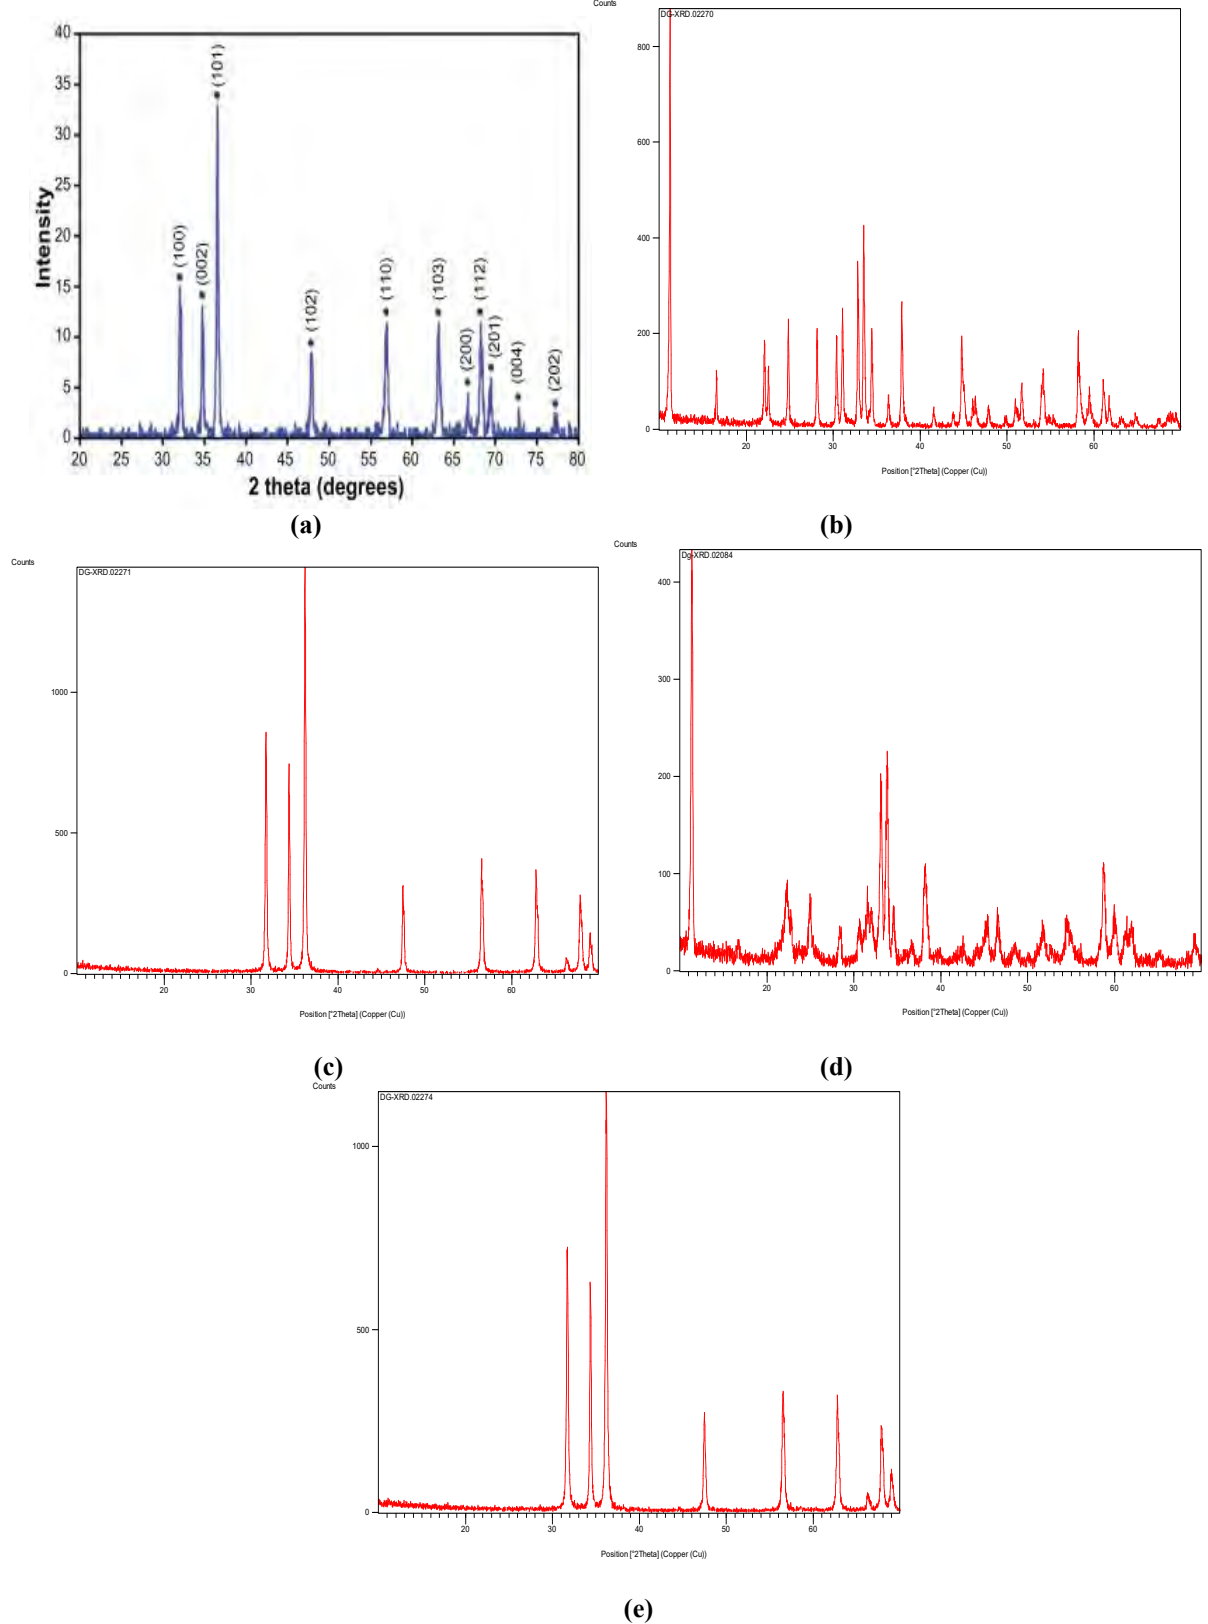 40
35
30
25
20
15
10
5
0
Intensity
(100)
(002)
(101)
(102)
(110)
(103)
(200)
(112)
(201)
(004)
(202)
20 25 30 35 40 45 50 55 60 65 70 75 80
2 theta (degrees)
(a)
Counts
DG-XRD.02270
800
600
400
200
0
20 30 40 50 60
Position [°2Theta] (Copper (Cu))
(b)
Counts
DG-XRD.02271
1000
500
0
20 30 40 50 60
Position [°2Theta] (Copper (Cu))
(c)
Counts
Dg-XRD.02084
400
300
200
100
0
20 30 40 50 60
Position [°2Theta] (Copper (Cu))
(d)
Counts
DG-XRD.02274
1000
500
0
20 30 40 50 60
Position [°2Theta] (Copper (Cu))
(e)